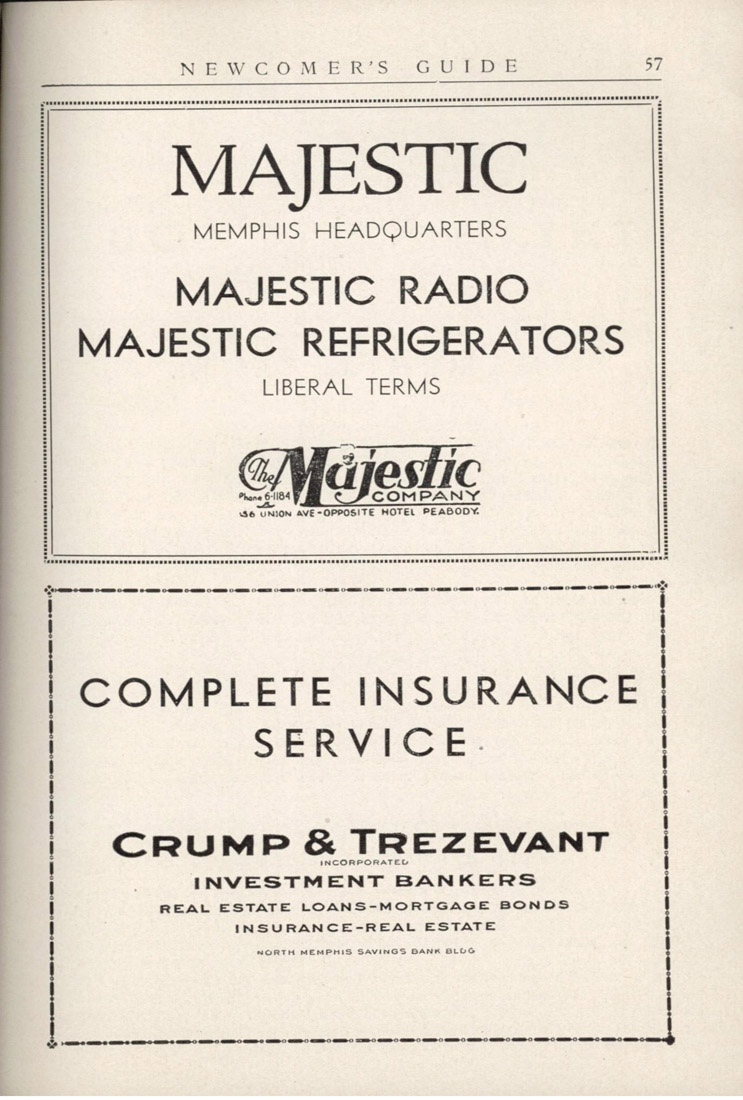 NEWCOMER'S GUIDE 57
MAJESTIC
MEMPHIS HEADQUARTERS
MAJESTIC RADIO
MAJESTIC REFRIGERATORS
LIBERAL TERMS
The Majestic
Phone 6-1184 COMPANY
UNION AVE-OPPOSITE HOTEL PEABODY.
COMPLETE INSURANCE
SERVICE
CRUMP & TREZEVANT
INCORPORATED
INVESTMENT BANKERS
REAL ESTATE LOANS-MORTGAGE BONDS
INSURANCE-REAL ESTATE
NORTH MEMPHIS SAVINGS BANK BLDG